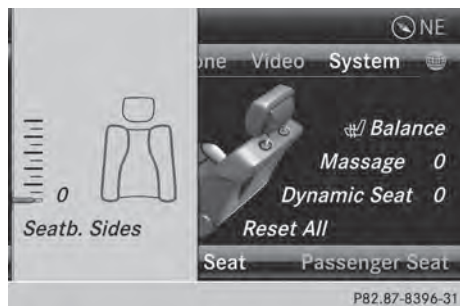 NE
one Video System
Balance
Massage 0
Dynamic Seat 0
0
Seatb. Sides
Reset All
Seat Passenger Seat
P82.87-8396-31